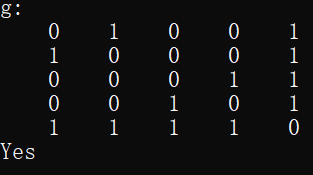 g:
0 1 0 0 1
1 0 0 0 1
0 0 0 1 1
0 0 1 0 1
1 1 1 1 0
Yes